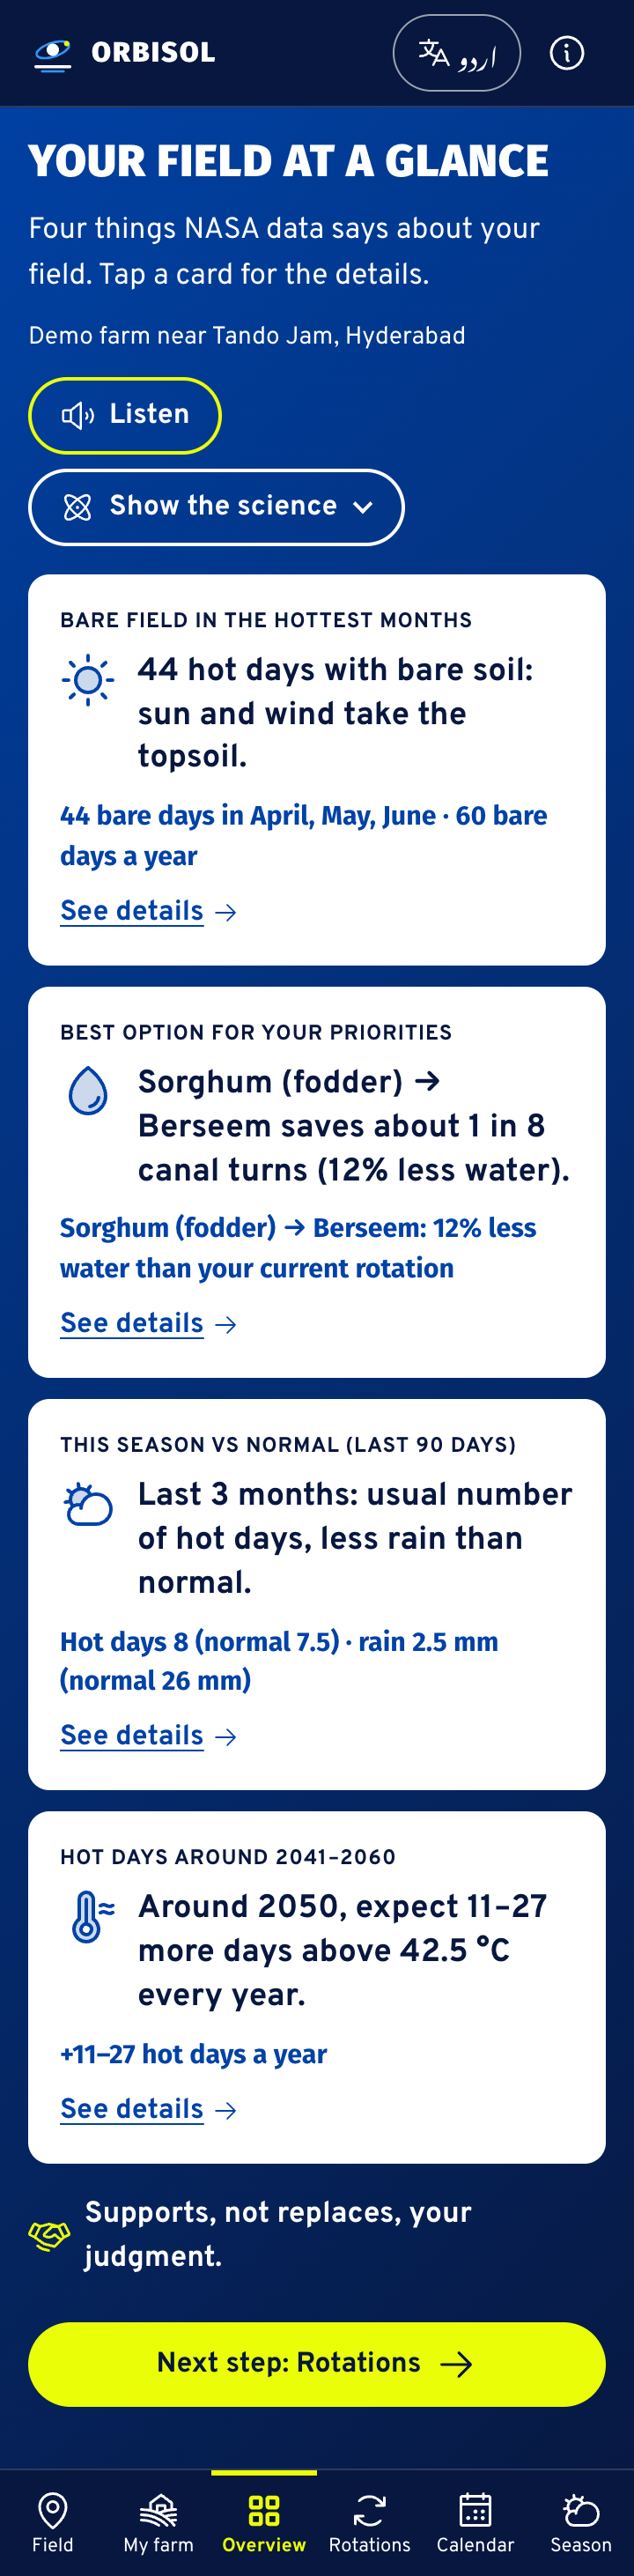 ORBISOL
文A اردو
YOUR FIELD AT A GLANCE
Four things NASA data says about your
field. Tap a card for the details.
Demo farm near Tando Jam, Hyderabad
Listen
Show the science
BARE FIELD IN THE HOTTEST MONTHS
44 hot days with bare soil:
sun and wind take the
topsoil.
44 bare days in April, May, June · 60 bare
days a year
See details →
BEST OPTION FOR YOUR PRIORITIES
Sorghum (fodder) →
Berseem saves about 1 in 8
canal turns (12% less water).
Sorghum (fodder) → Berseem: 12% less
water than your current rotation
See details →
THIS SEASON VS NORMAL (LAST 90 DAYS)
Last 3 months: usual number
of hot days, less rain than
normal.
Hot days 8 (normal 7.5) · rain 2.5 mm
(normal 26 mm)
See details →
HOT DAYS AROUND 2041–2060
Around 2050, expect 11–27
more days above 42.5 °C
every year.
+11–27 hot days a year
See details →
Supports, not replaces, your
judgment.
Next step: Rotations →
Field My farm Overview Rotations Calendar Season